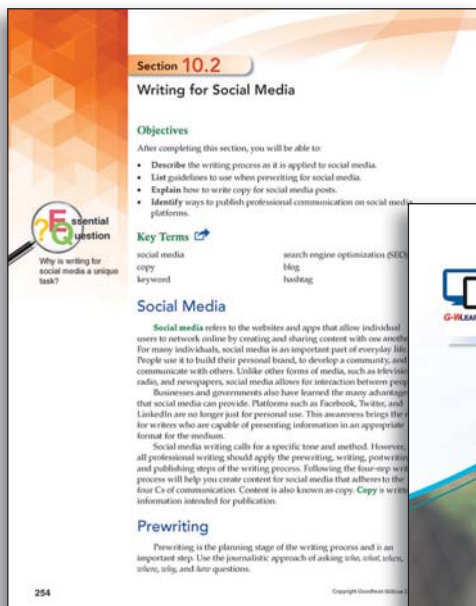 Section 10.2
Writing for Social Media
Objectives
After completing this section, you will be able to:
• Describe the writing process as it is applied to social media.
• List guidelines to use when prewriting for social media.
• Explain how to write copy for social media posts.
• Identify ways to publish professional communication on social media
platforms.
EQ
Essential
Question
Why is writing for
social media a unique
task?
Key Terms
social media
copy
keyword
search engine optimization (SEO)
blog
hashtag
G-WLEAR
Social Media
Social media refers to the websites and apps that allow individual
users to network online by creating and sharing content with one
For many individuals, social media is an important part of everyday
People use it to build their personal brand, to develop a community, and
communicate with others. Unlike other forms of media, such as
radio, and newspapers, social media allows for interaction between
Businesses and governments also have learned the many
that social media can provide. Platforms such as Facebook, Twitter, and
LinkedIn are no longer just for personal use. This awareness brings the
for writers who are capable of presenting information in an appropriate
format for the medium.
Social media writing calls for a specific tone and method. However,
all professional writing should apply the prewriting, writing,
and publishing steps of the writing process. Following the four-step
process will help you create content for social media that adheres to the
four Cs of communication. Content is also known as copy. Copy is
information intended for publication.
Prewriting
Prewriting is the planning stage of the writing process and is an
important step. Use the journalistic approach of asking who, what, when,
where, why, and how questions.
254
Copyright Goodheart-Willcox